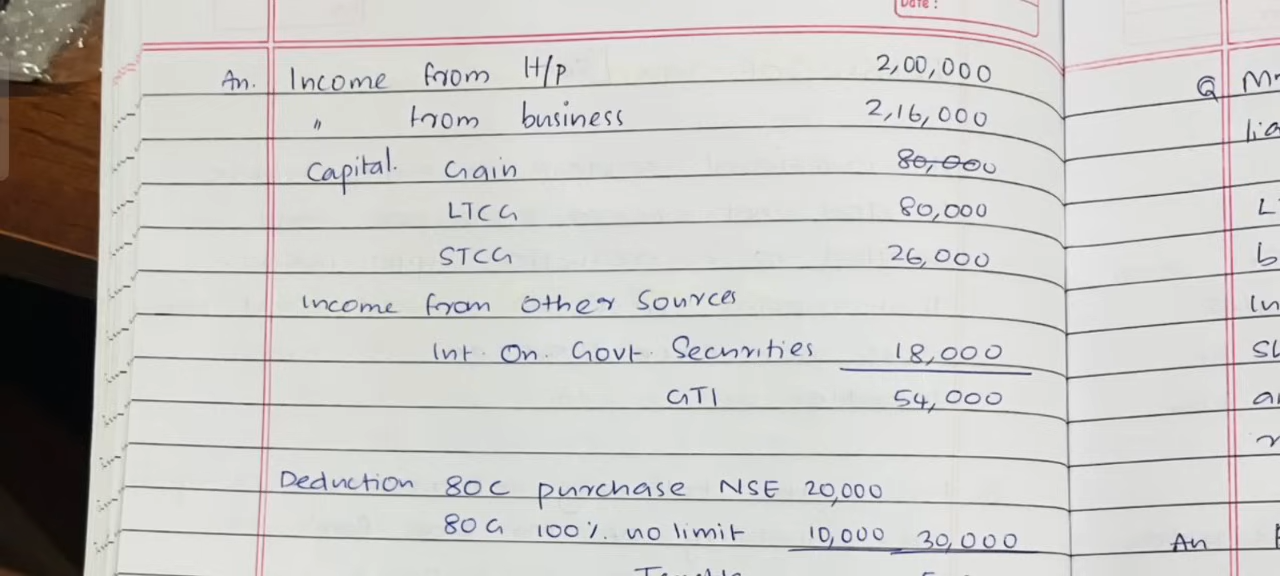 Date:
An. Income from H/P 2,00,000
" from business 2,16,000
Capital. Gain 80,000
LTCG 80,000
STCG 26,000
Income from other sources
Int. On. Govt. Securities 18,000
GTI 54,000
Deduction 80C purchase NSE 20,000
80G 100% no limit 10,000 30,000
Q
An